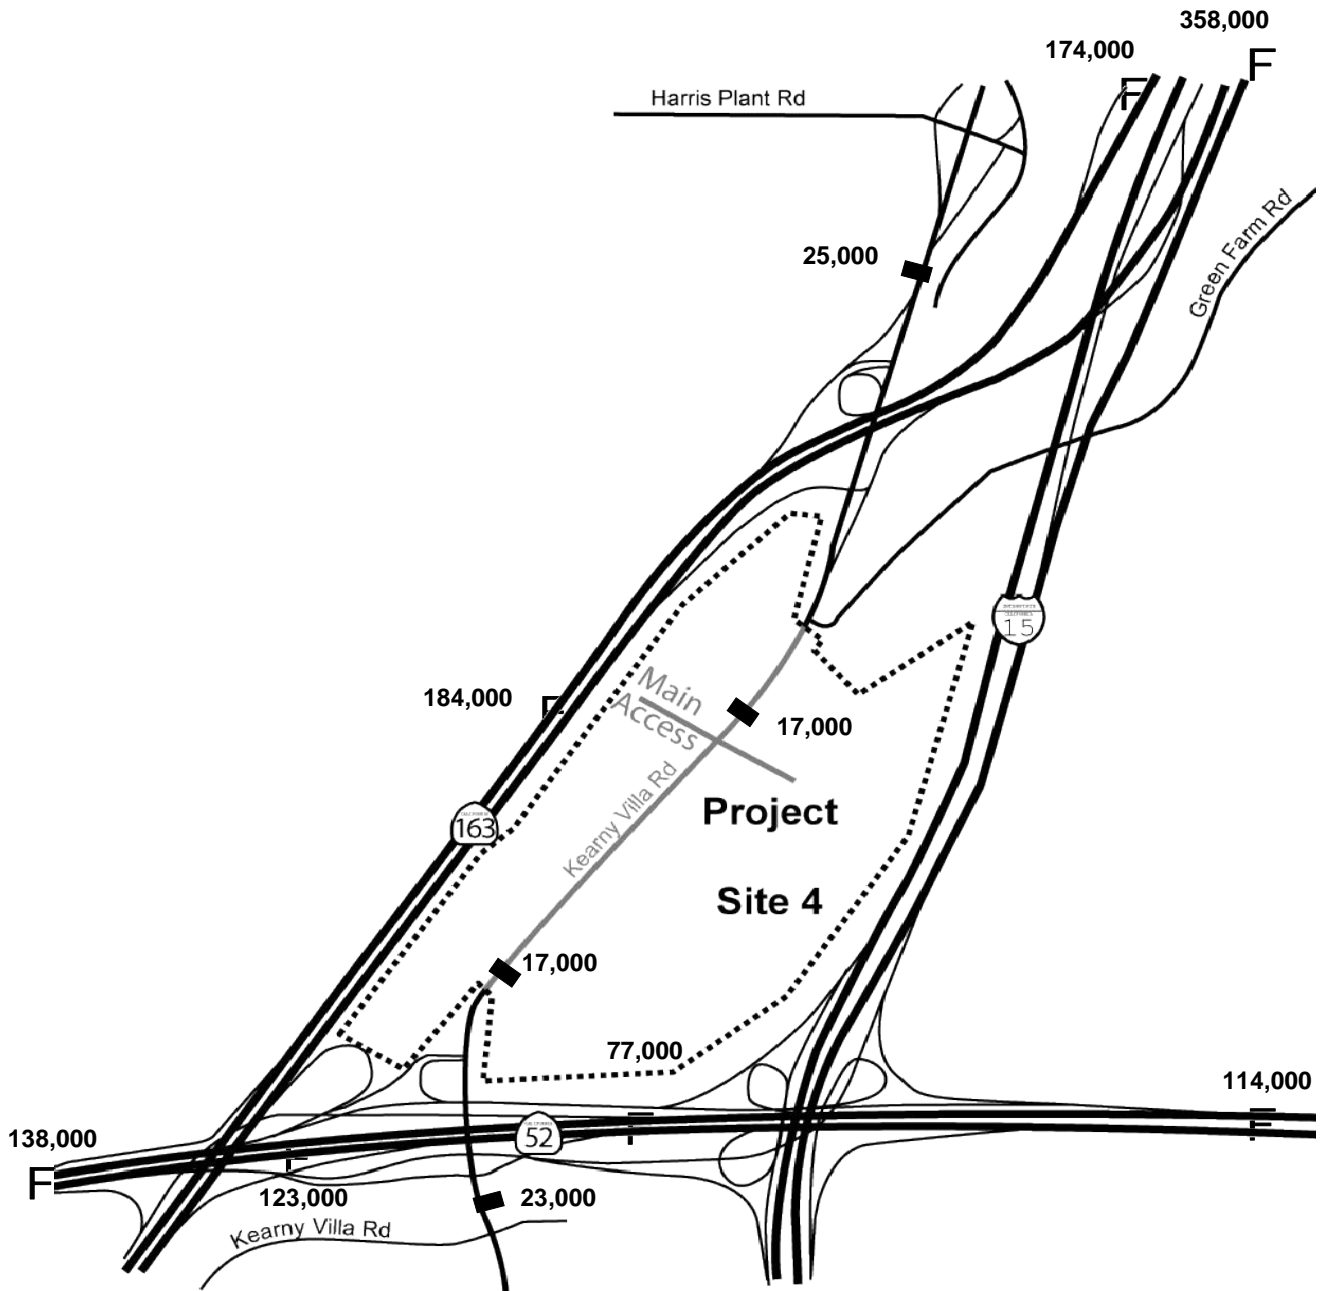 358,000
174,000
F
F
Harris Plant Rd
Green Farm Rd
25,000
15
Main
Access
184,000
F
17,000
Kearny Villa Rd
163
Project
Site 4
17,000
77,000
114,000
F
138,000
52
F
F
F
123,000
23,000
Kearny Villa Rd